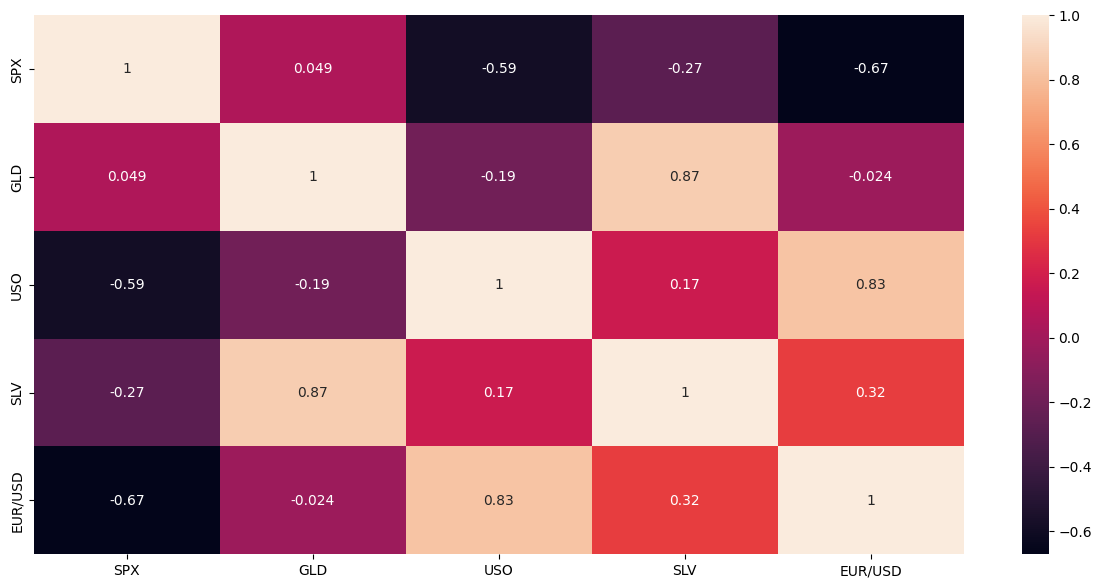 SPX 1 0.049 -0.59 -0.27 -0.67
GLD 0.049 1 -0.19 0.87 -0.024
USO -0.59 -0.19 1 0.17 0.83
SLV -0.27 0.87 0.17 1 0.32
EUR/USD -0.67 -0.024 0.83 0.32 1
SPX GLD USO SLV EUR/USD
1.0
0.8
0.6
0.4
0.2
0.0
−0.2
−0.4
−0.6